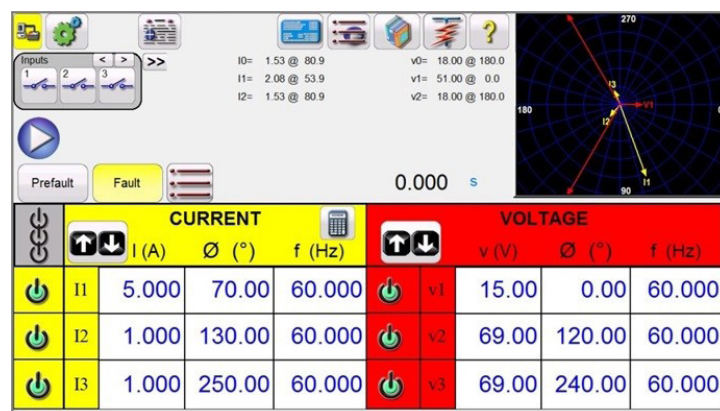 ?
Inputs < > >>
1 2 3
I0= 1.53 @ 80.9 v0= 18.00 @ 180.0
I1= 2.08 @ 53.9 v1= 51.00 @ 0.0
I2= 1.53 @ 80.9 v2= 18.00 @ 180.0
270
I3
V1
180 0
I2
I1
90
Prefault Fault 0.000 s
CURRENT VOLTAGE
I (A) Ø (°) f (Hz) v (V) Ø (°) f (Hz)
I1 5.000 70.00 60.000 v1 15.00 0.00 60.000
I2 1.000 130.00 60.000 v2 69.00 120.00 60.000
I3 1.000 250.00 60.000 v3 69.00 240.00 60.000